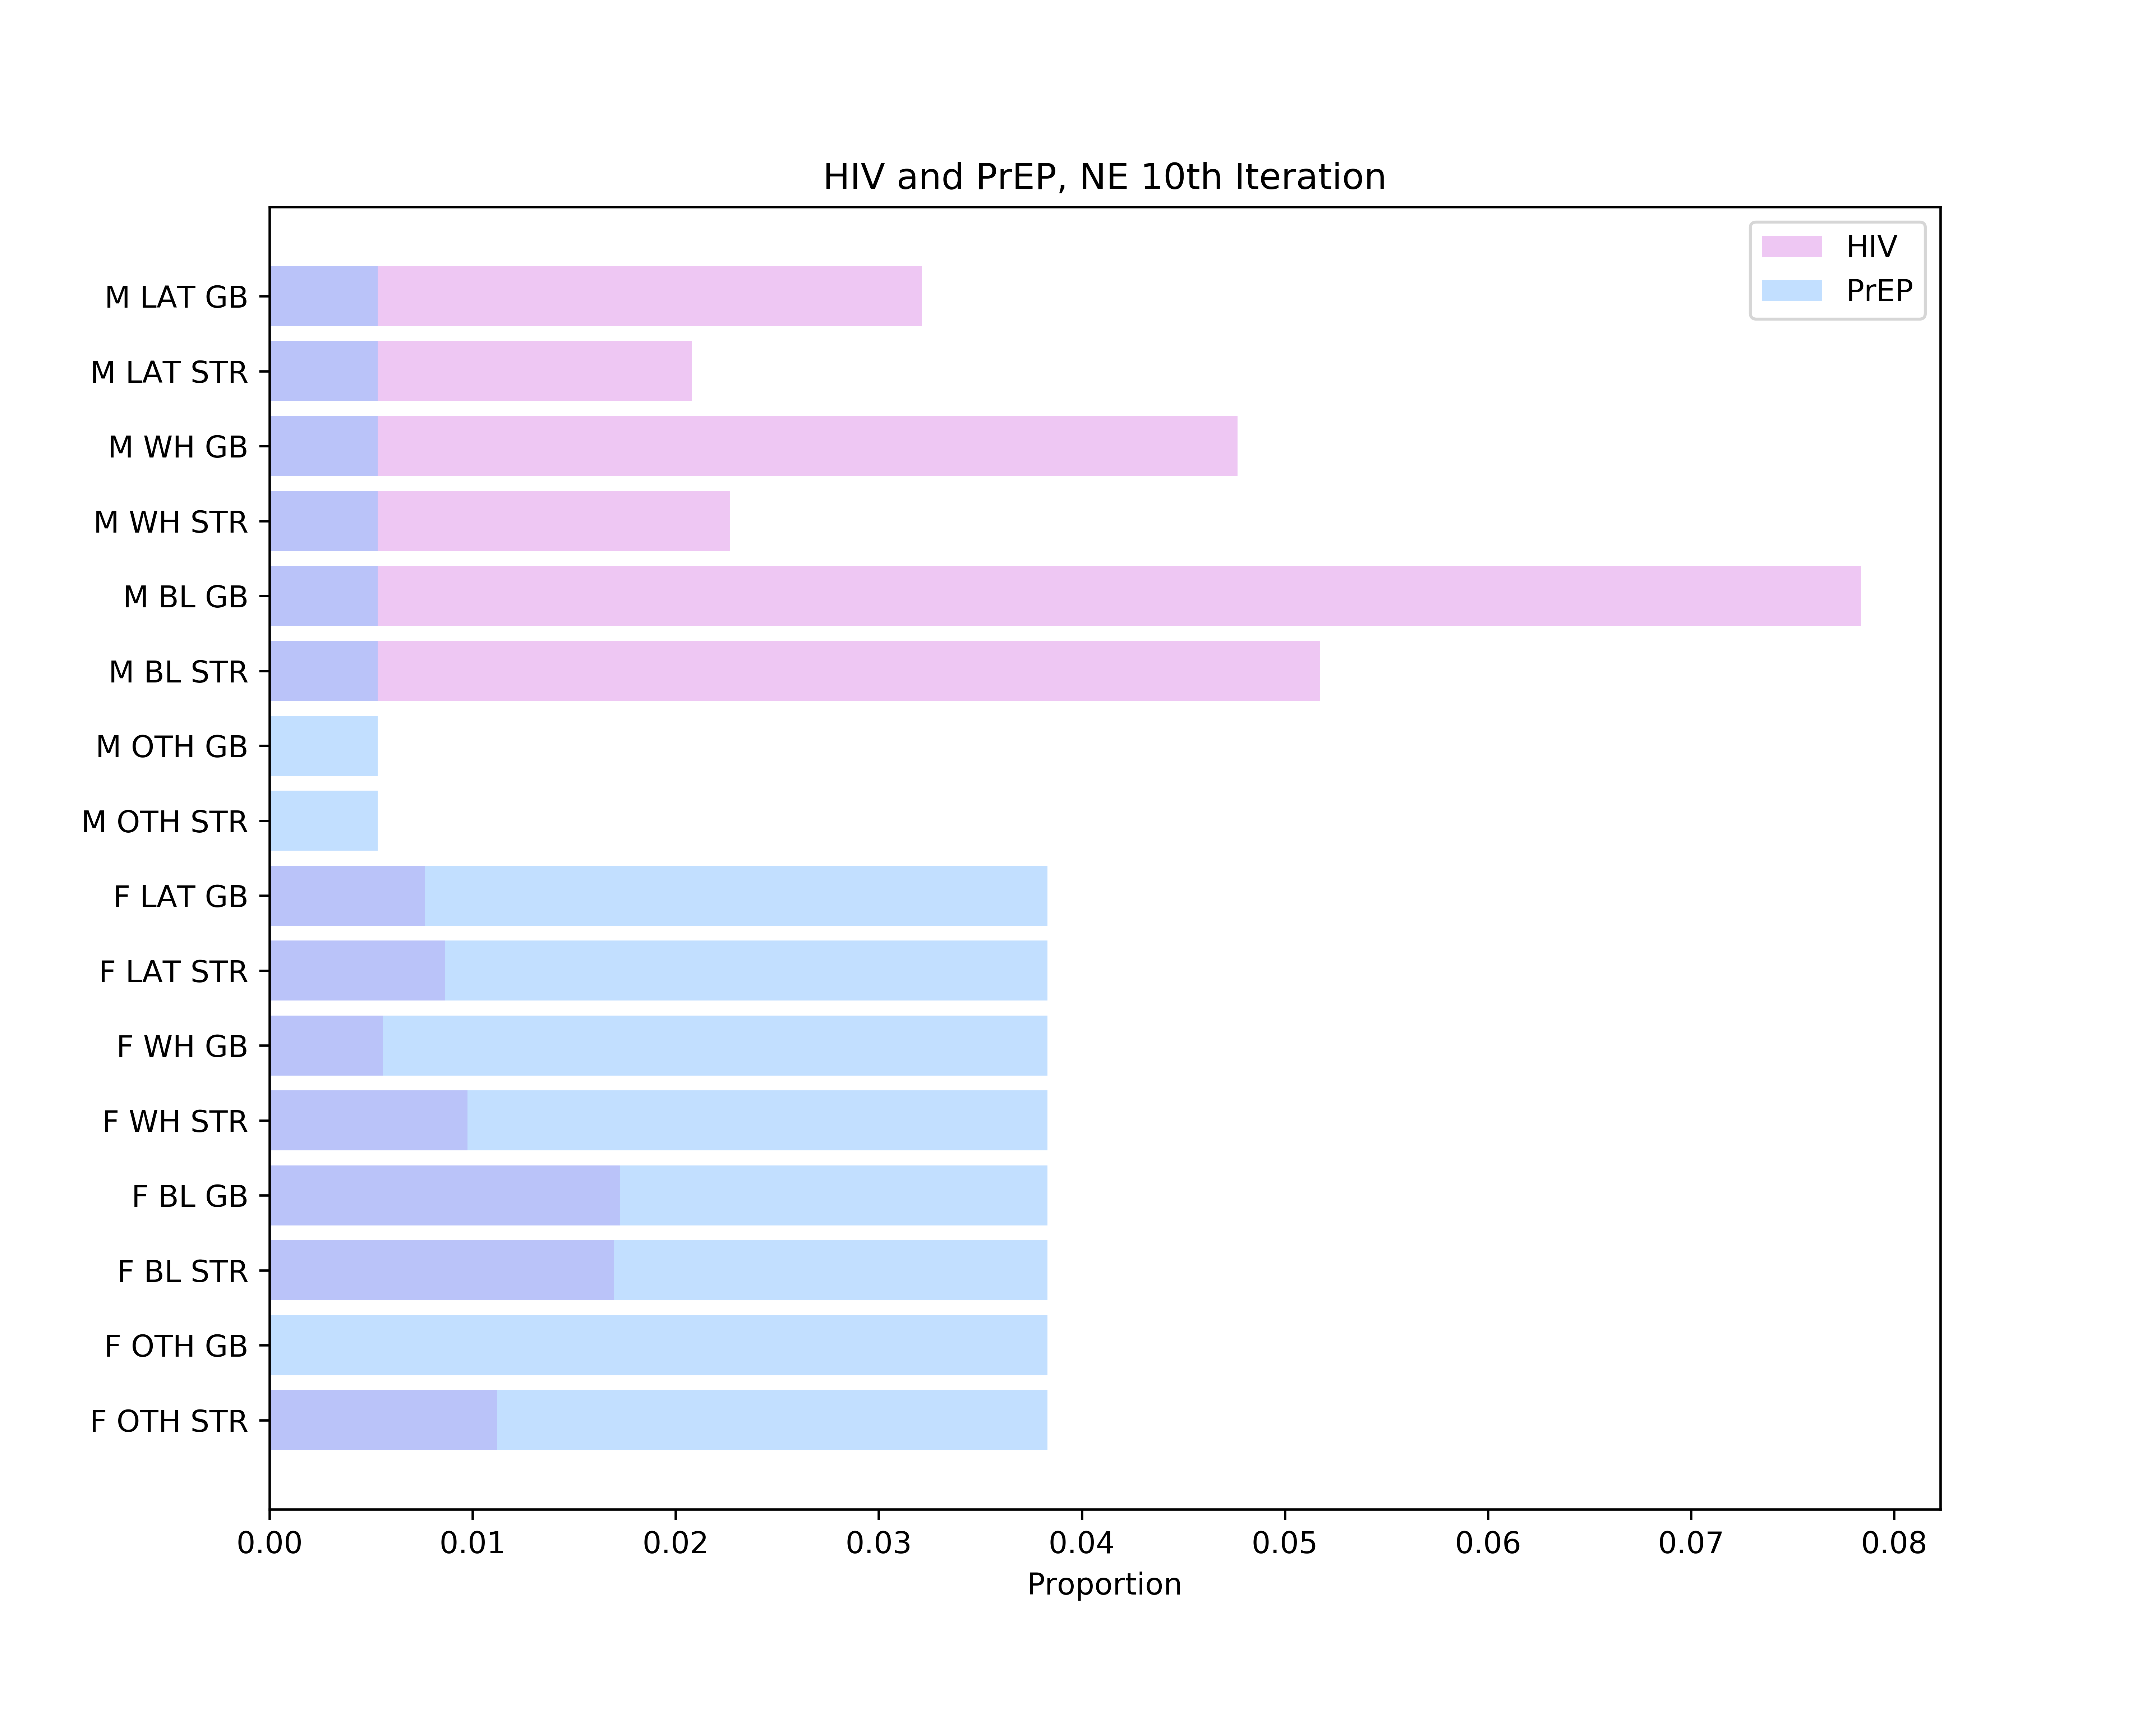 HIV and PrEP, NE 10th Iteration
HIV
PrEP
M LAT GB
M LAT STR
M WH GB
M WH STR
M BL GB
M BL STR
M OTH GB
M OTH STR
F LAT GB
F LAT STR
F WH GB
F WH STR
F BL GB
F BL STR
F OTH GB
F OTH STR
0.00 0.01 0.02 0.03 0.04 0.05 0.06 0.07 0.08
Proportion